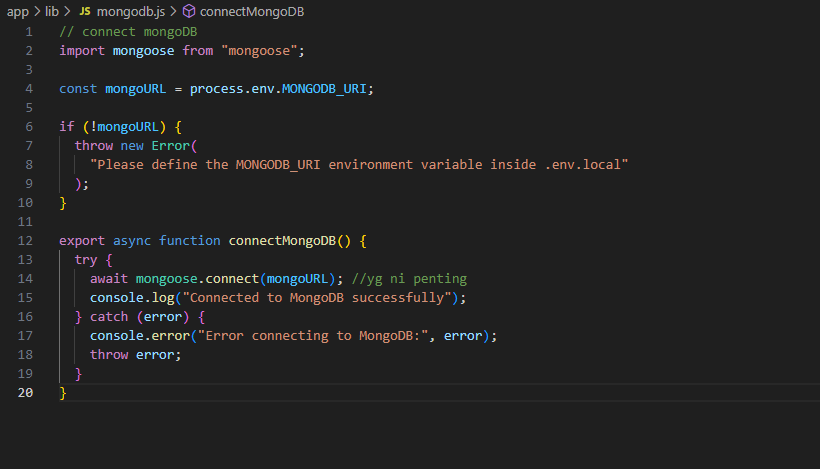 app > lib > JS mongodb.js > connectMongoDB
1 // connect mongoDB
2 import mongoose from "mongoose";
3
4 const mongoURL = process.env.MONGODB_URI;
5
6 if (!mongoURL) {
7 throw new Error(
8 "Please define the MONGODB_URI environment variable inside .env.local"
9 );
10 }
11
12 export async function connectMongoDB() {
13 try {
14 await mongoose.connect(mongoURL); //yg ni penting
15 console.log("Connected to MongoDB successfully");
16 } catch (error) {
17 console.error("Error connecting to MongoDB:", error);
18 throw error;
19 }
20 }